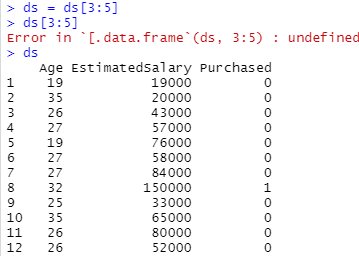 > ds = ds[3:5]
> ds[3:5]
Error in `[.data.frame`(ds, 3:5) : undefined
> ds
   Age EstimatedSalary Purchased
1   19           19000         0
2   35           20000         0
3   26           43000         0
4   27           57000         0
5   19           76000         0
6   27           58000         0
7   27           84000         0
8   32          150000         1
9   25           33000         0
10  35           65000         0
11  26           80000         0
12  26           52000         0